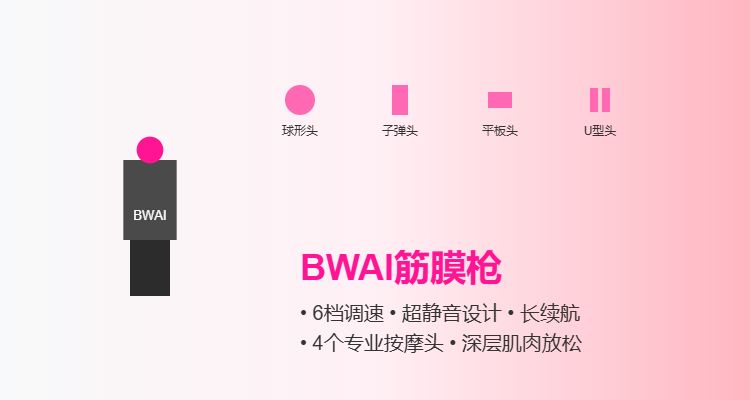 球形头
子弹头
平板头
U型头
BWAI
BWAI筋膜枪
• 6档调速 • 超静音设计 • 长续航
• 4个专业按摩头 • 深层肌肉放松